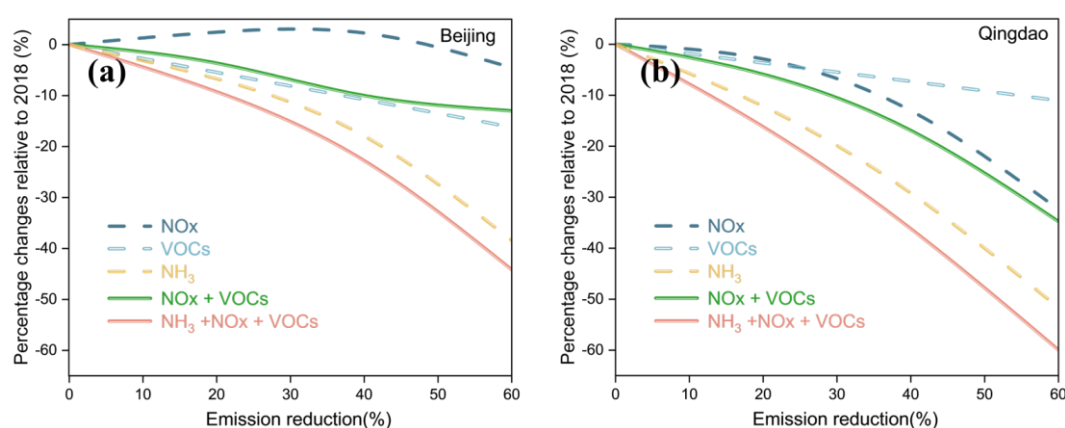 Beijing
(a)
Percentage changes relative to 2018 (%)
0
-10
-20
-30
-40
-50
-60
NOx
VOCs
NH₃
NOx + VOCs
NH₃ +NOx + VOCs
0 10 20 30 40 50 60
Emission reduction(%)
Qingdao
(b)
Percentage changes relative to 2018 (%)
0
-10
-20
-30
-40
-50
-60
NOx
VOCs
NH₃
NOx + VOCs
NH₃ +NOx + VOCs
0 10 20 30 40 50 60
Emission reduction(%)